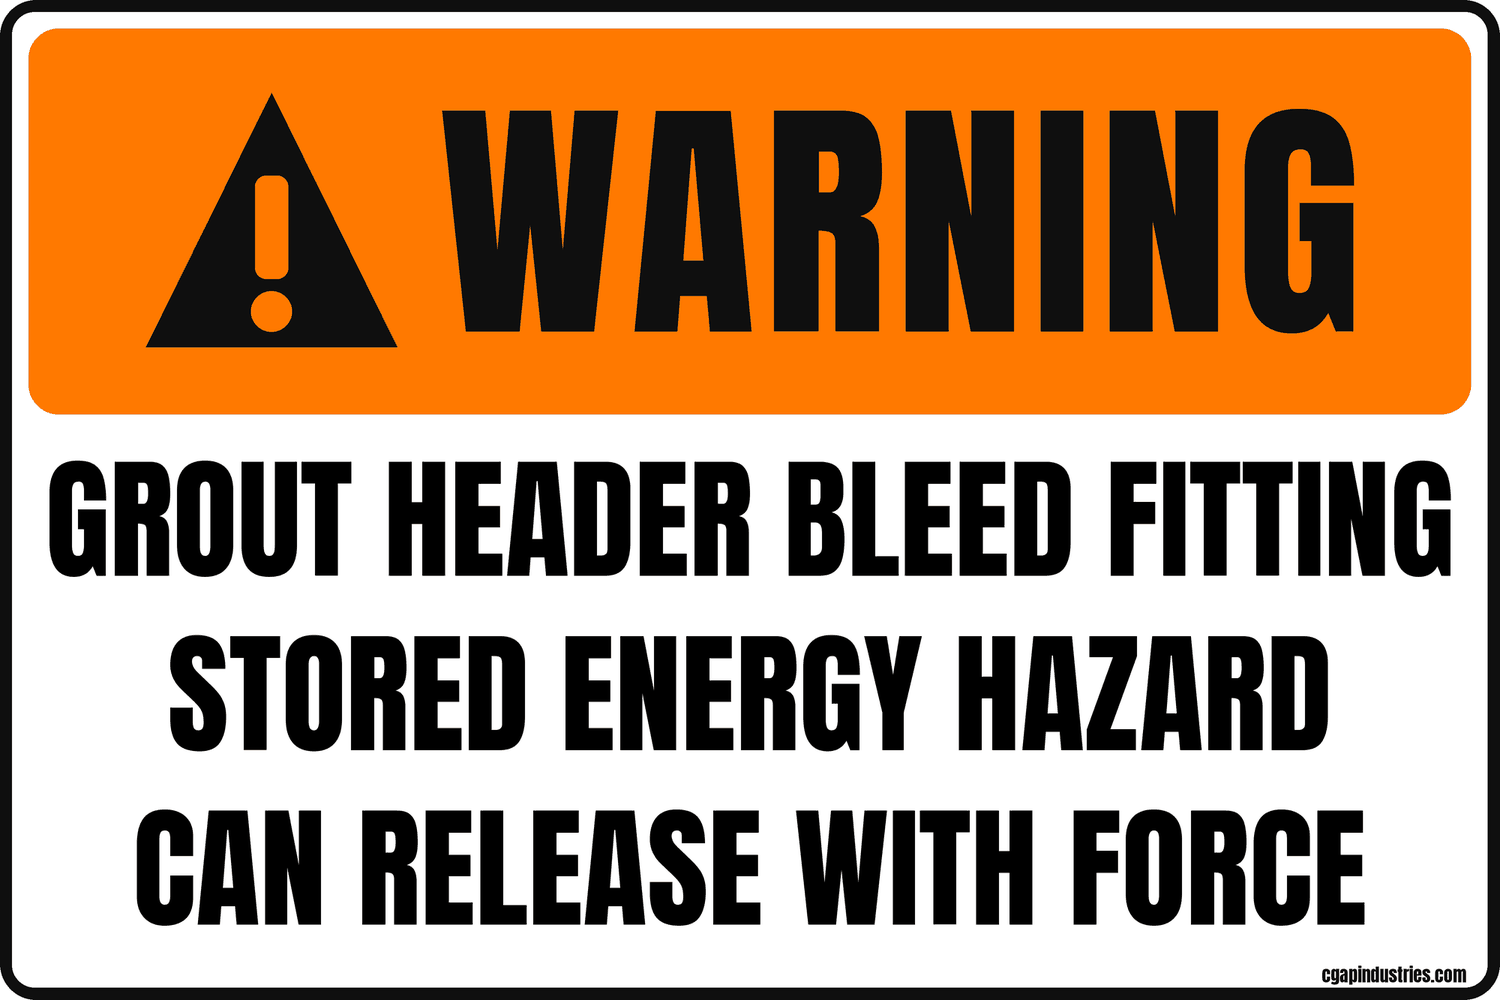 WARNING
GROUT HEADER BLEED FITTING
STORED ENERGY HAZARD
CAN RELEASE WITH FORCE
cgapindustries.com